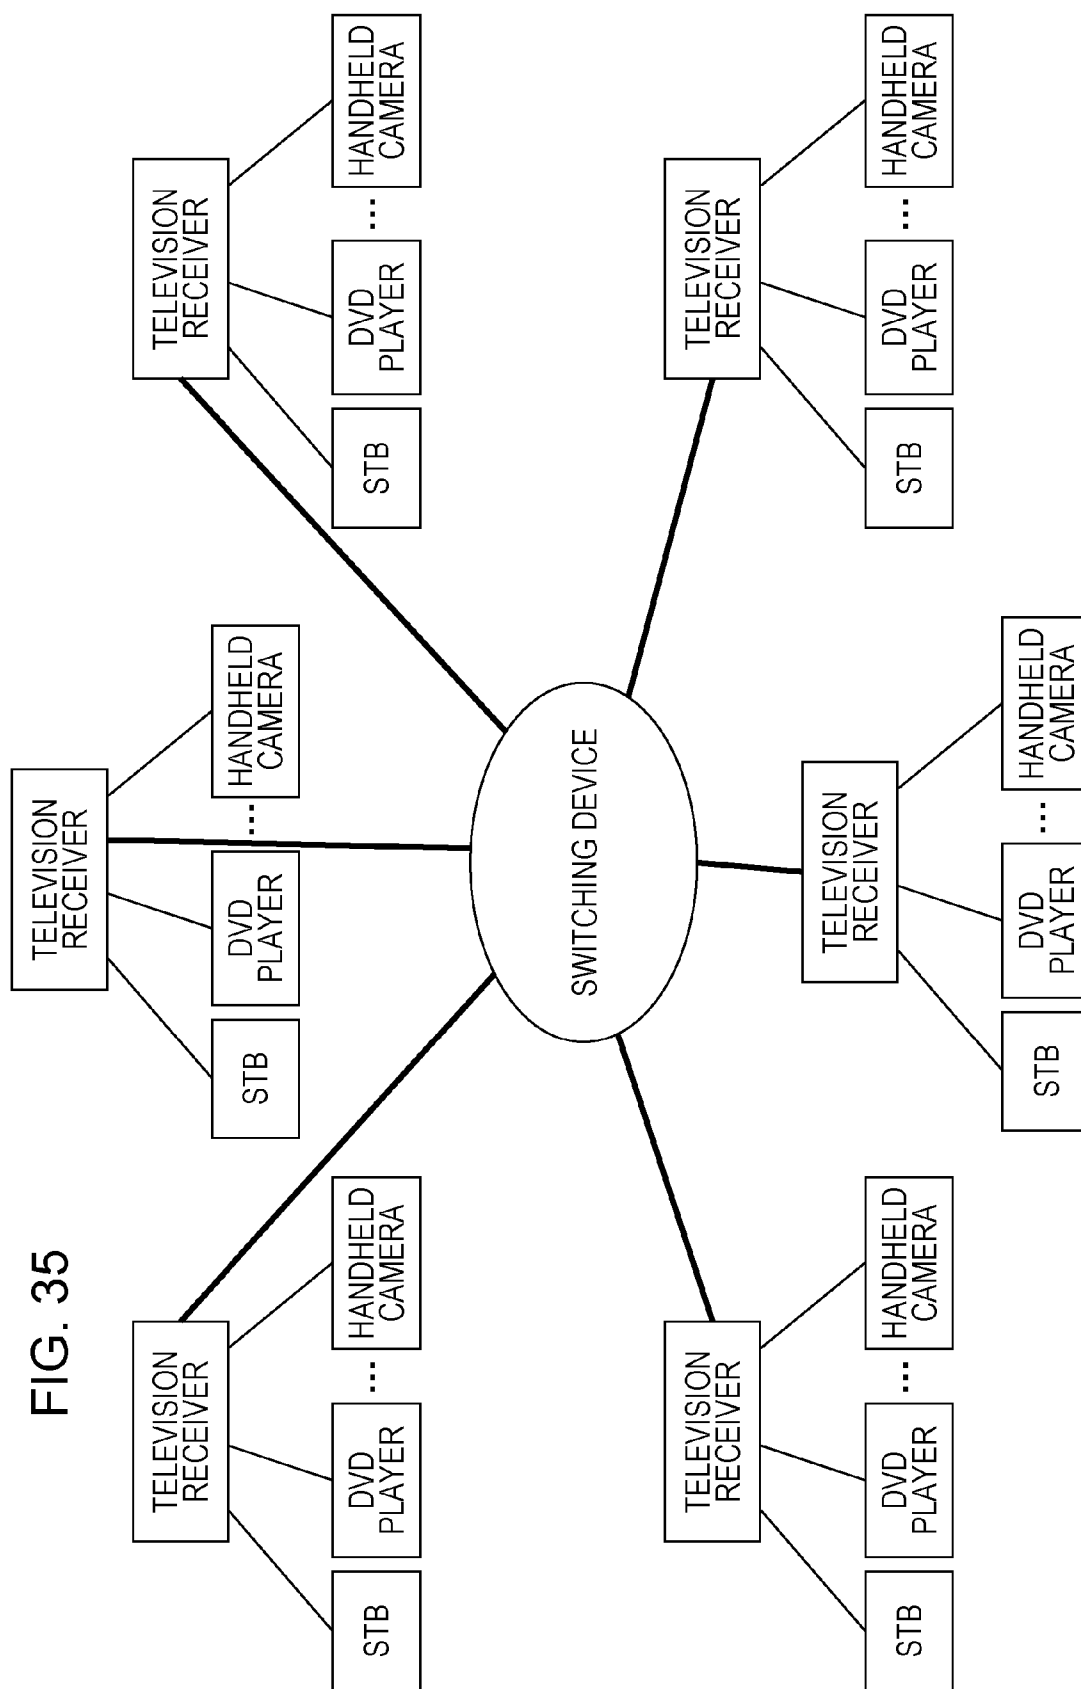 FIG. 35
TELEVISION
RECEIVER
STB
DVD
PLAYER
...
HANDHELD
CAMERA
TELEVISION
RECEIVER
STB
DVD
PLAYER
...
HANDHELD
CAMERA
TELEVISION
RECEIVER
STB
DVD
PLAYER
...
HANDHELD
CAMERA
SWITCHING DEVICE
TELEVISION
RECEIVER
STB
DVD
PLAYER
...
HANDHELD
CAMERA
TELEVISION
RECEIVER
STB
DVD
PLAYER
...
HANDHELD
CAMERA
TELEVISION
RECEIVER
STB
DVD
PLAYER
...
HANDHELD
CAMERA